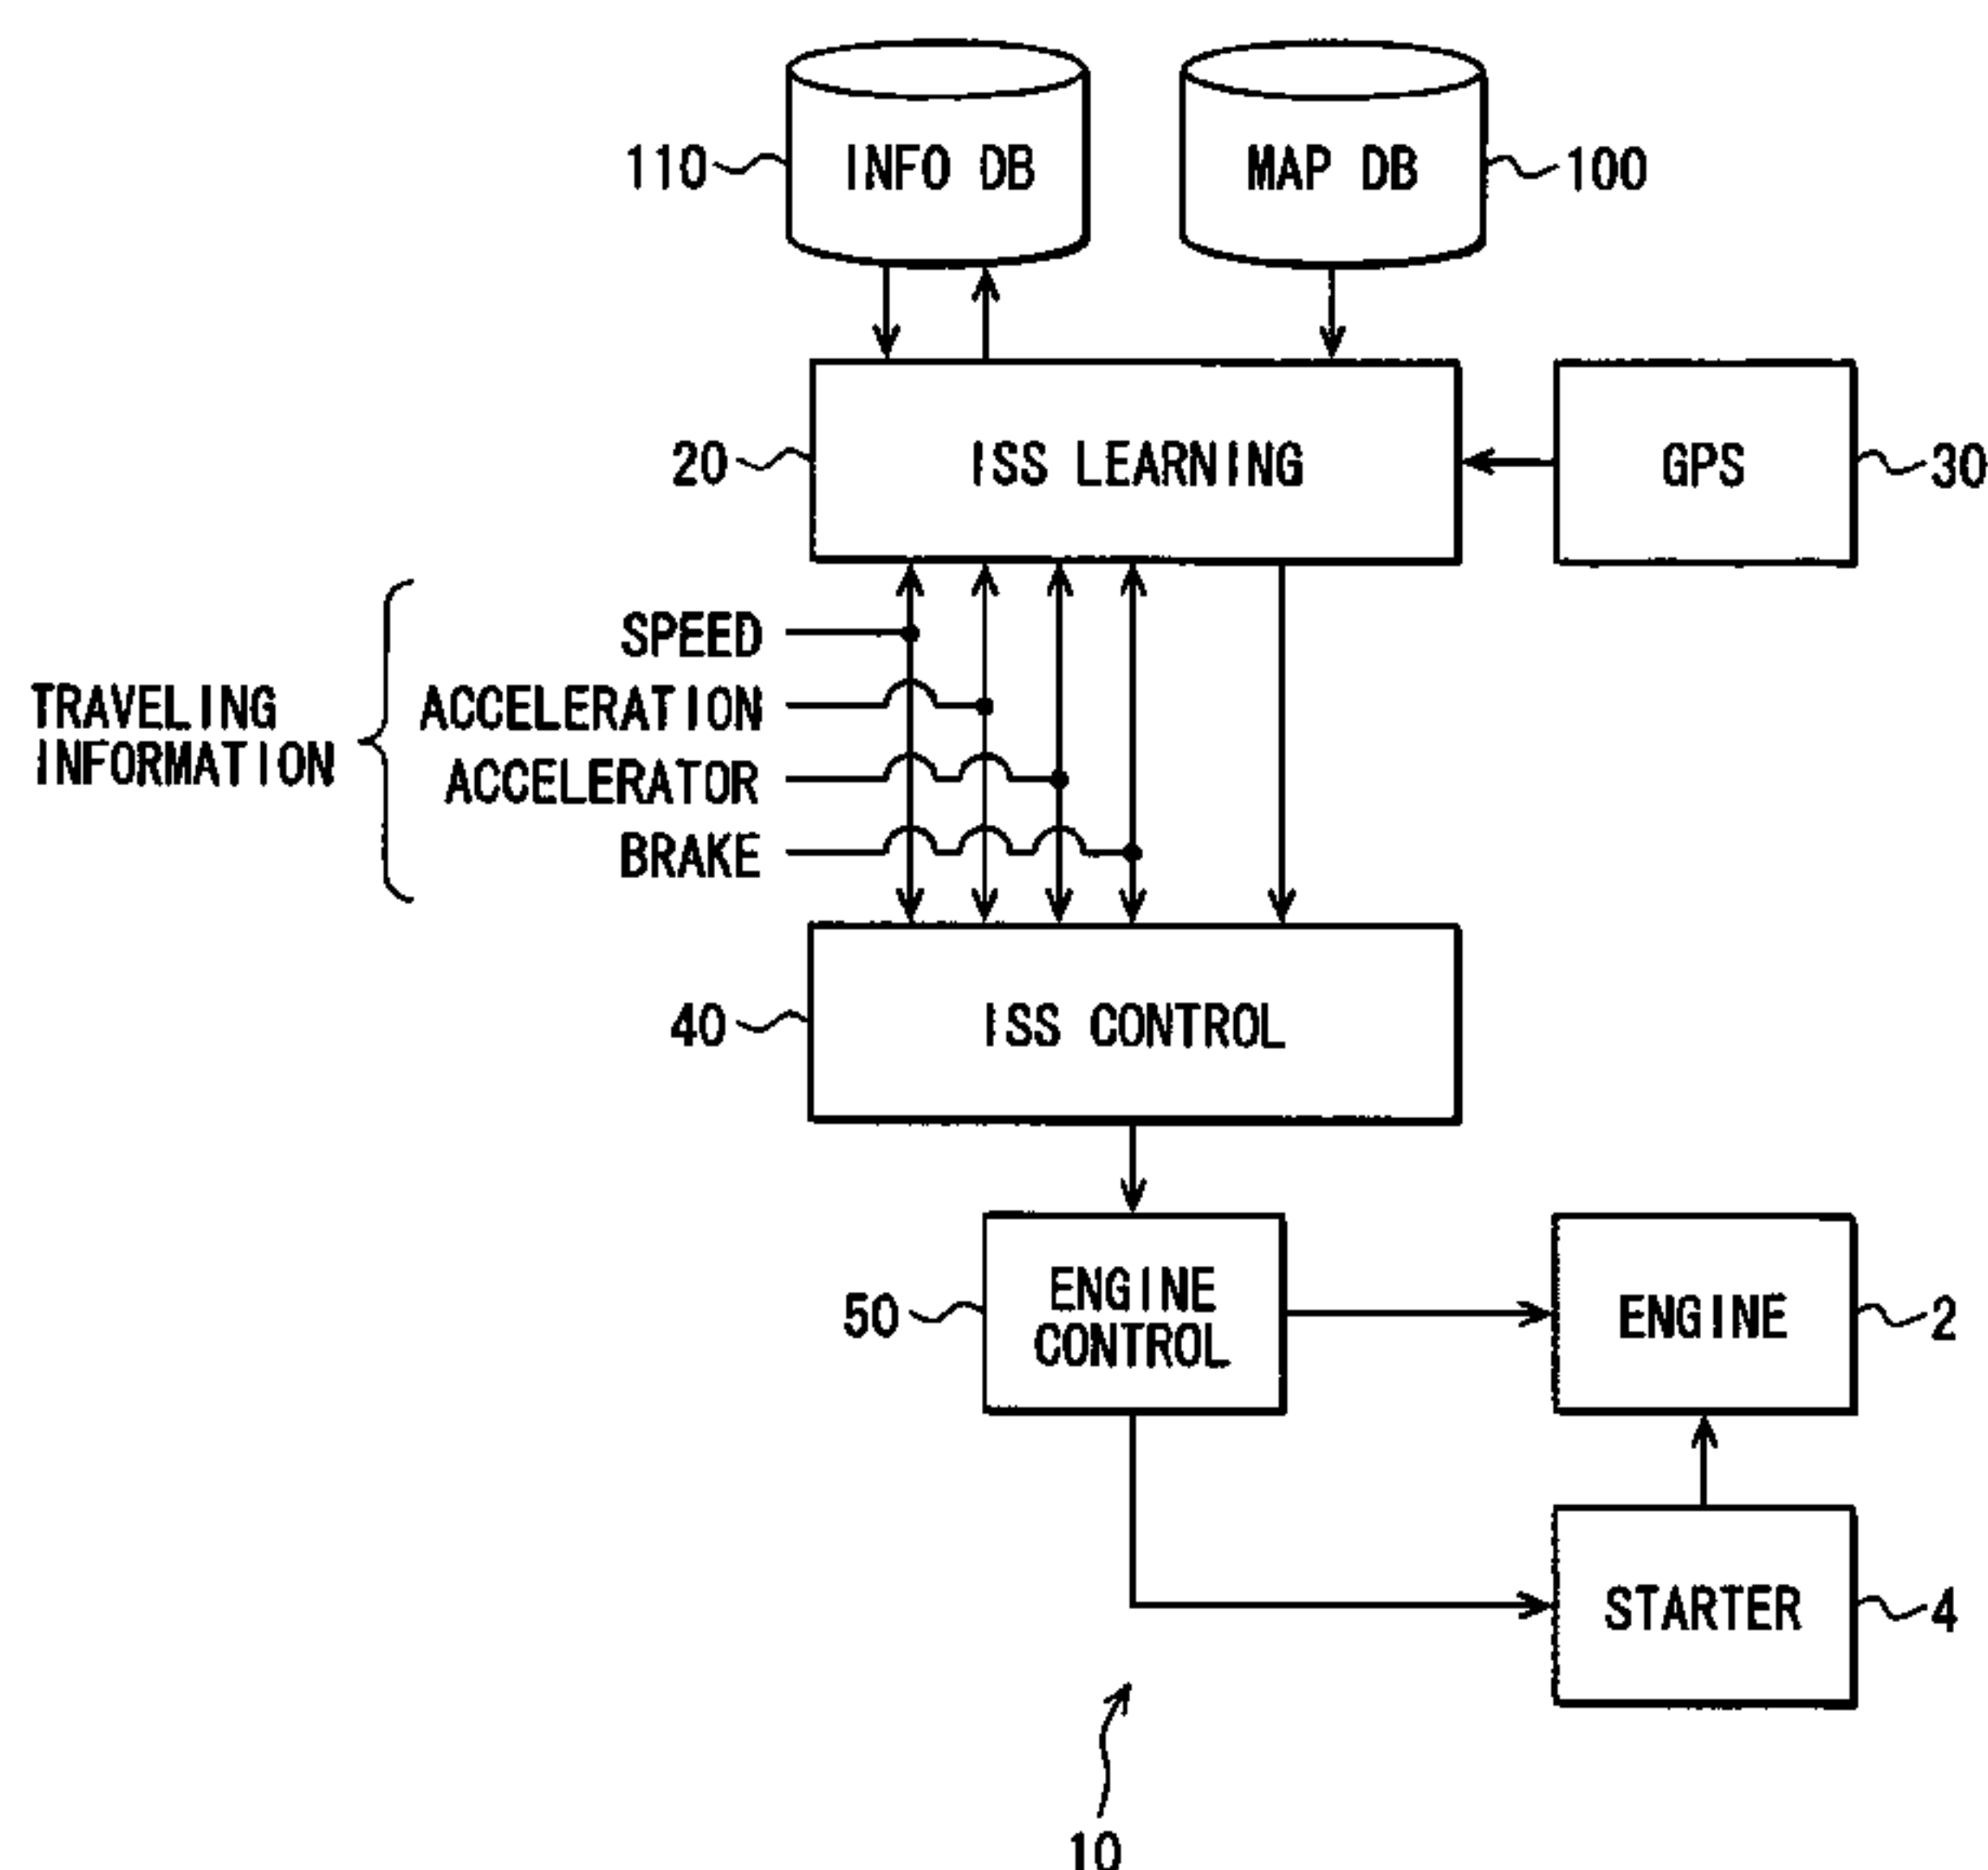 110
INFO DB
MAP DB
100
20
ISS LEARNING
GPS
30
TRAVELING
INFORMATION
SPEED
ACCELERATION
ACCELERATOR
BRAKE
40
ISS CONTROL
50
ENGINE
CONTROL
ENGINE
2
STARTER
4
10